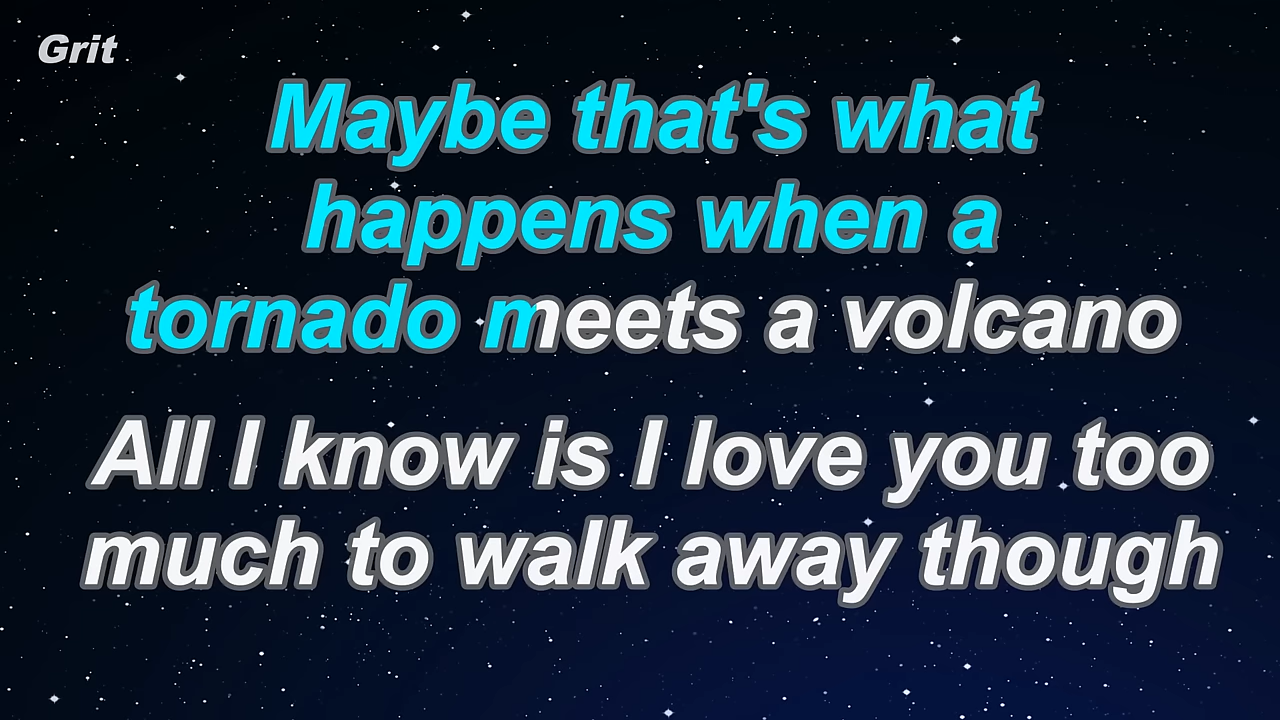 Grit
Maybe that's what
happens when a
tornado meets a volcano
All I know is I love you too
much to walk away though